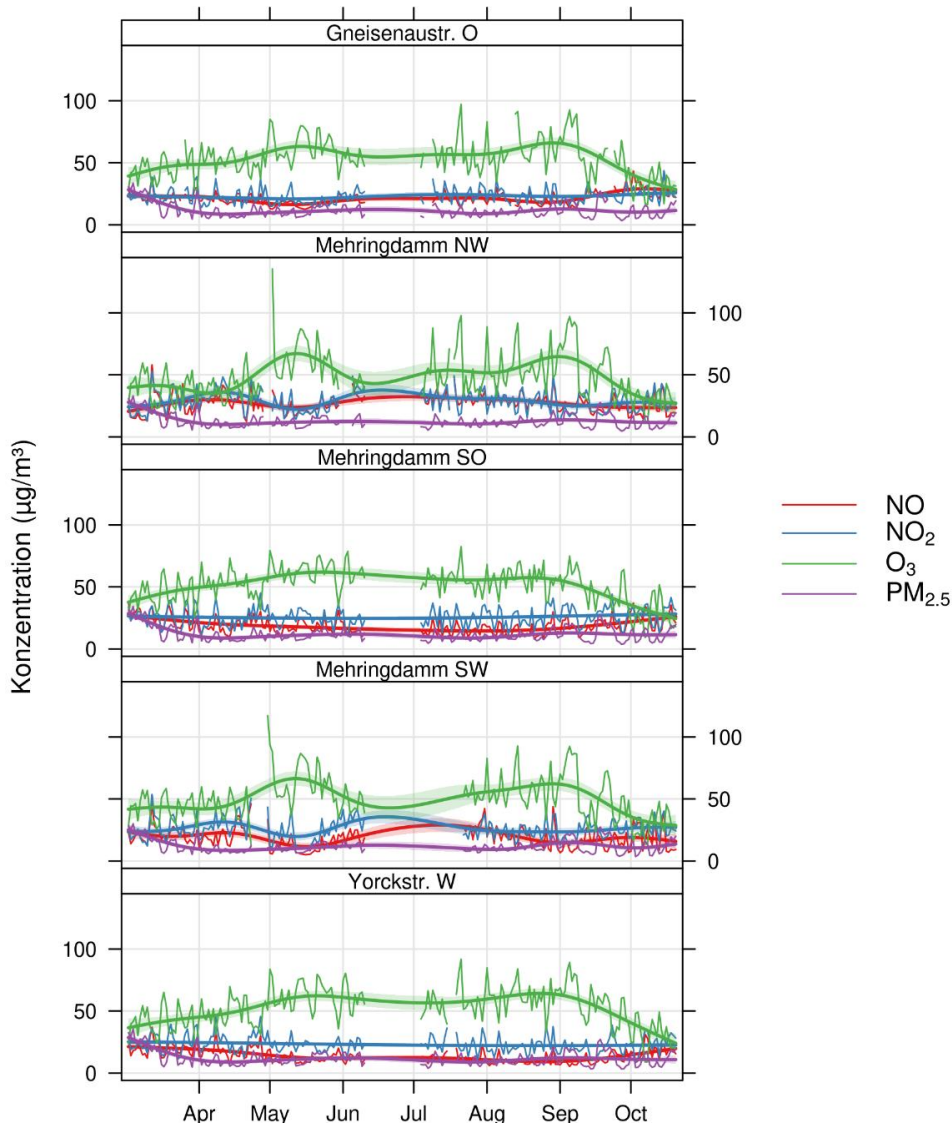 Gneisenaustr. O
100
50
0
Mehringdamm NW
100
50
0
Mehringdamm SO
100
50
0
Mehringdamm SW
100
50
0
Yorckstr. W
100
50
0
Apr May Jun Jul Aug Sep Oct
Konzentration (µg/m³)
NO
NO₂
O₃
PM₂.₅